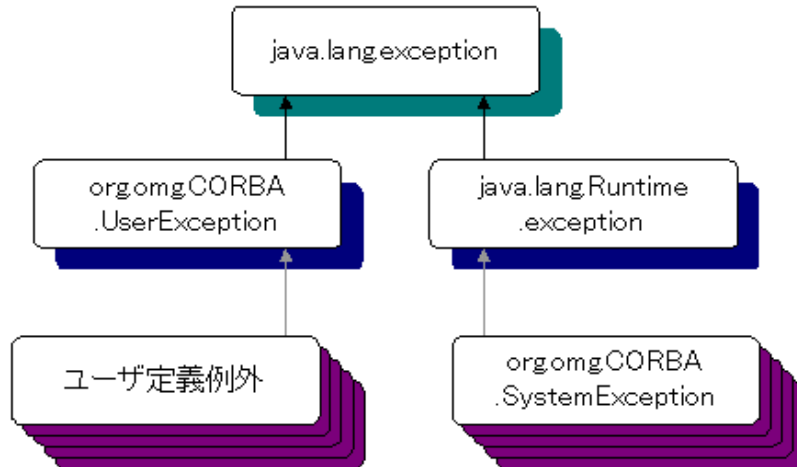 java.lang.exception
org.omg.CORBA
.UserException
java.lang.Runtime
.exception
ユーザ定義例外
org.omg.CORBA
.SystemException